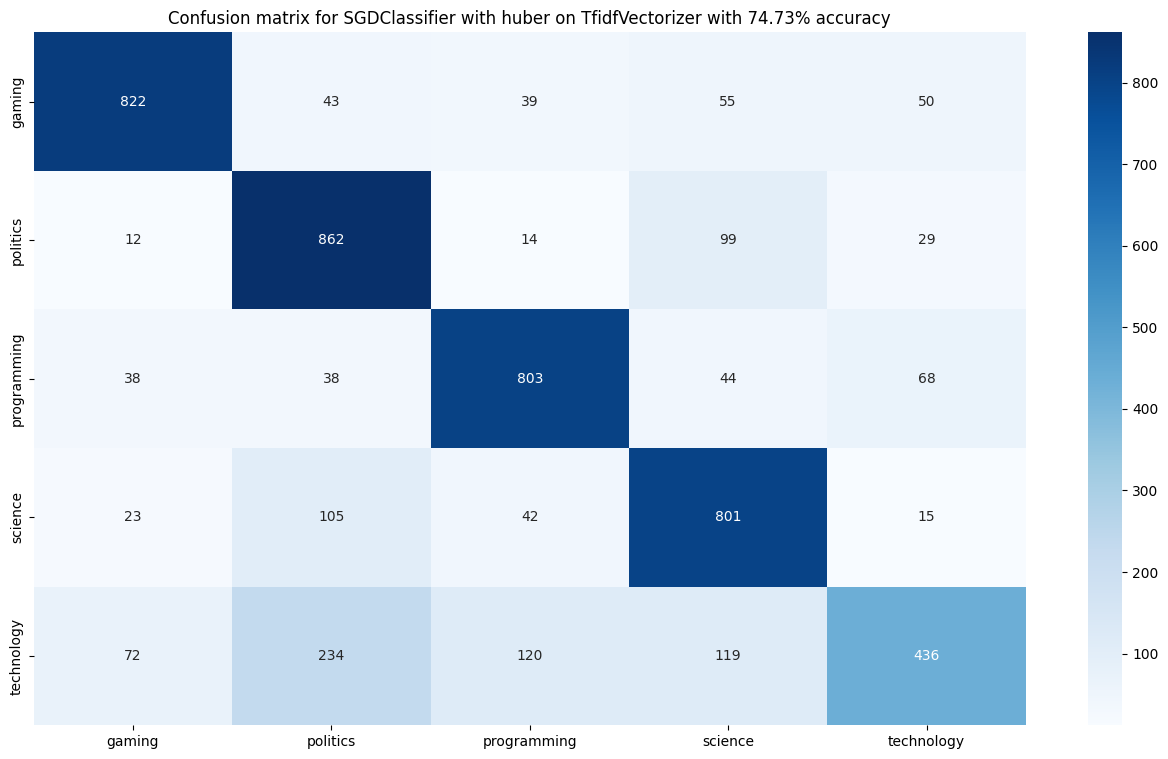 Confusion matrix for SGDClassifier with huber on TfidfVectorizer with 74.73% accuracy
gaming 822 43 39 55 50
politics 12 862 14 99 29
programming 38 38 803 44 68
science 23 105 42 801 15
technology 72 234 120 119 436
gaming politics programming science technology
800
700
600
500
400
300
200
100